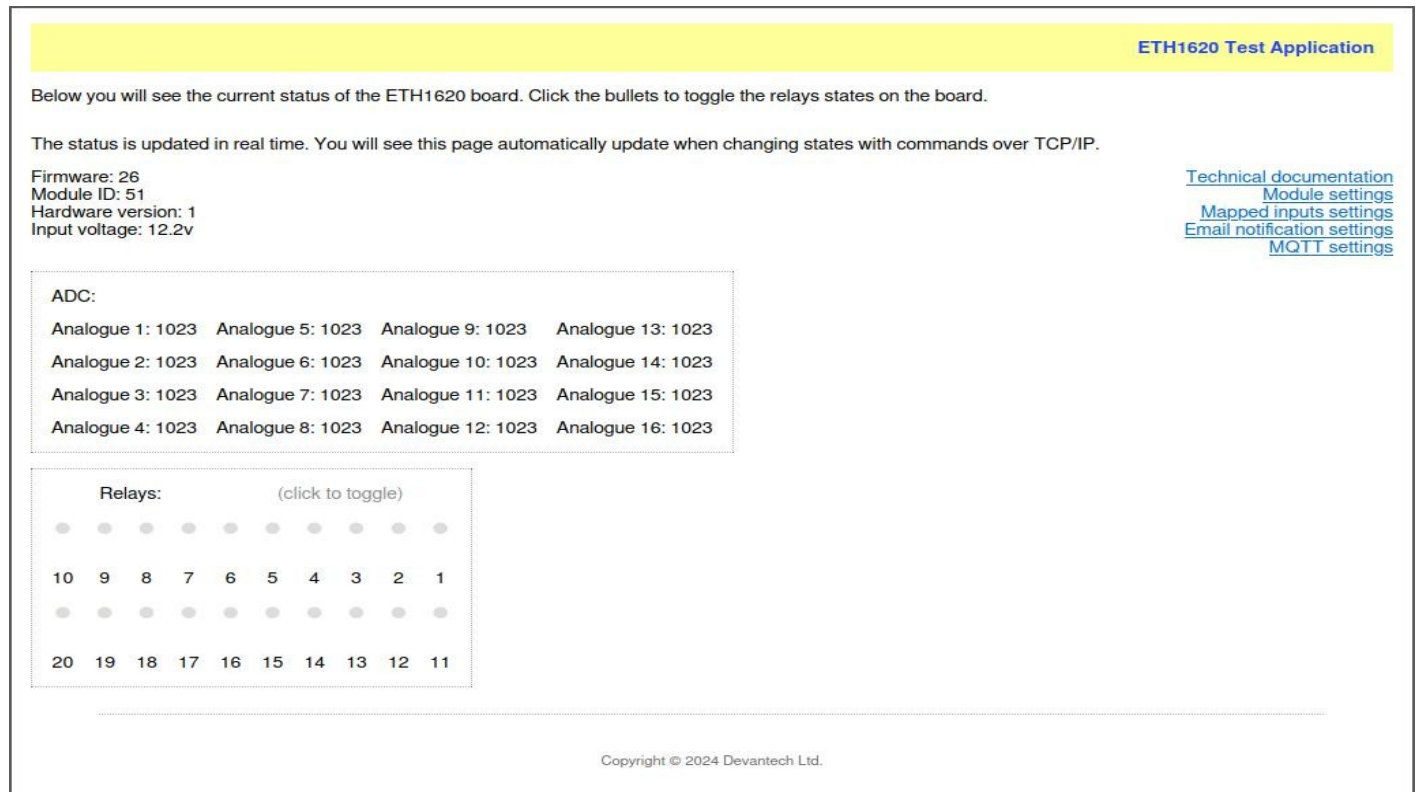 ETH1620 Test Application
Below you will see the current status of the ETH1620 board. Click the bullets to toggle the relays states on the board.
The status is updated in real time. You will see this page automatically update when changing states with commands over TCP/IP.
Firmware: 26
Module ID: 51
Hardware version: 1
Input voltage: 12.2v
Technical documentation
Module settings
Mapped inputs settings
Email notification settings
MQTT settings
ADC:
Analogue 1: 1023 Analogue 5: 1023 Analogue 9: 1023 Analogue 13: 1023
Analogue 2: 1023 Analogue 6: 1023 Analogue 10: 1023 Analogue 14: 1023
Analogue 3: 1023 Analogue 7: 1023 Analogue 11: 1023 Analogue 15: 1023
Analogue 4: 1023 Analogue 8: 1023 Analogue 12: 1023 Analogue 16: 1023
Relays: (click to toggle)
10 9 8 7 6 5 4 3 2 1
20 19 18 17 16 15 14 13 12 11
Copyright © 2024 Devantech Ltd.